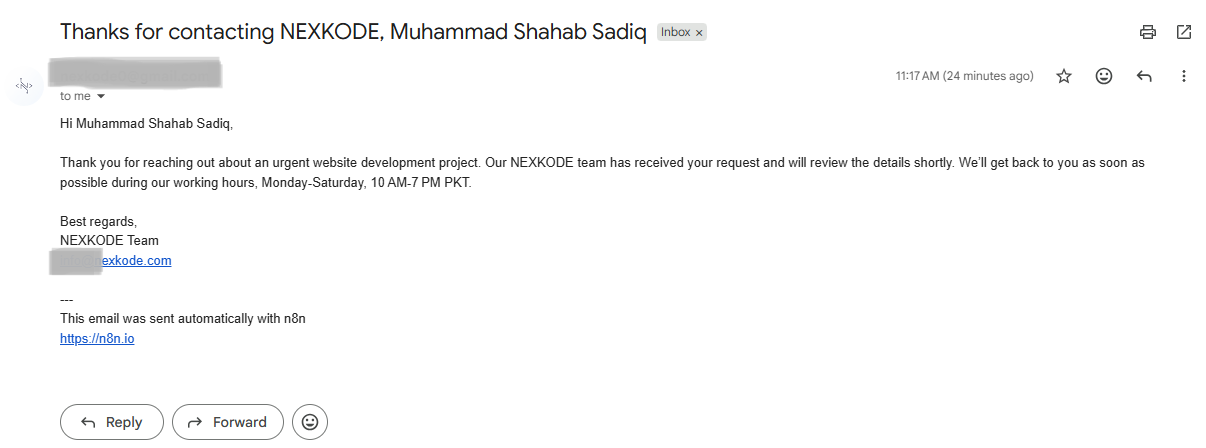 Thanks for contacting NEXKODE, Muhammad Shahab Sadiq Inbox ×
11:17 AM (24 minutes ago)
to me
Hi Muhammad Shahab Sadiq,
Thank you for reaching out about an urgent website development project. Our NEXKODE team has received your request and will review the details shortly. We'll get back to you as soon as
possible during our working hours, Monday-Saturday, 10 AM-7 PM PKT.
Best regards,
NEXKODE Team
exkode.com
---
This email was sent automatically with n8n
https://n8n.io
Reply Forward